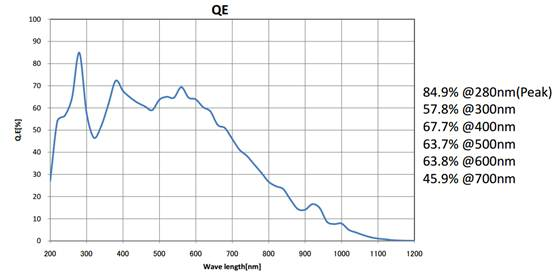 QE
100
90
80
70
60
50
40
30
20
10
0
Q.E[%]
200 300 400 500 600 700 800 900 1000 1100 1200
Wave length[nm]
84.9% @280nm(Peak)
57.8% @300nm
67.7% @400nm
63.7% @500nm
63.8% @600nm
45.9% @700nm